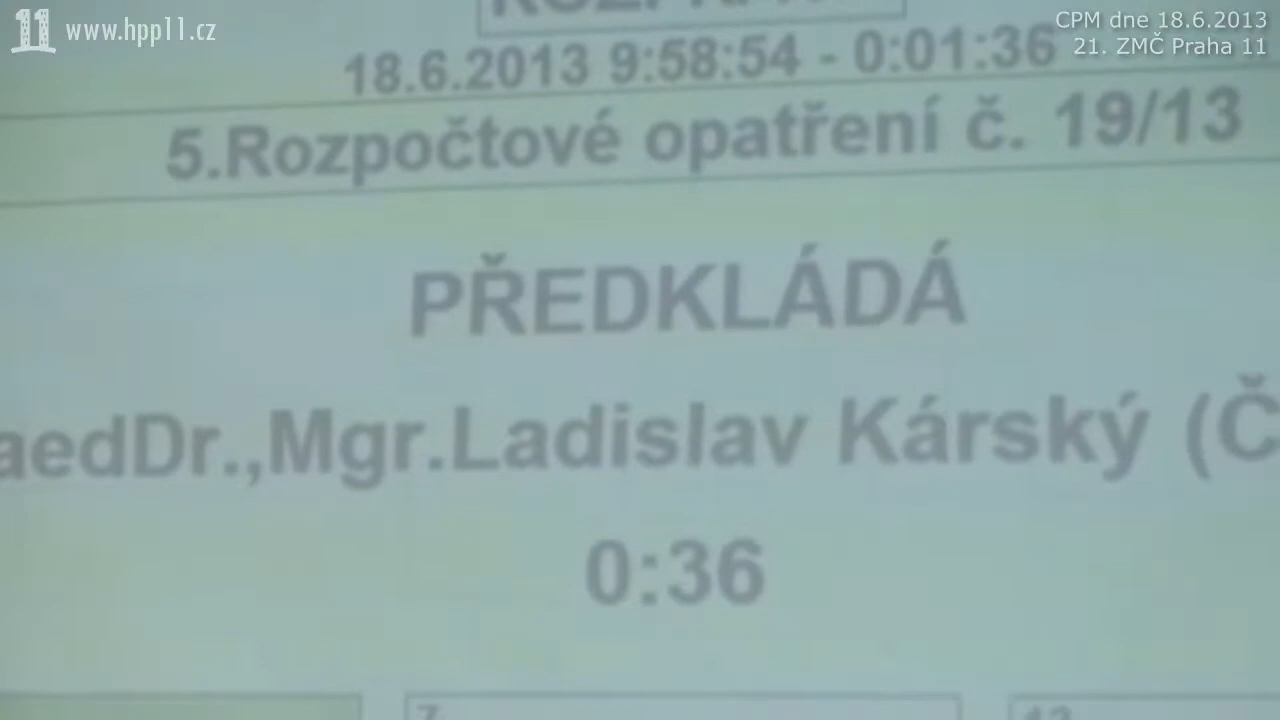 www.hpp11.cz
CPM dne 18.6.2013
21. ZMČ Praha 11
18.6.2013 9:58:54 - 0:01:36
5.Rozpočtové opatření č. 19/13
PŘEDKLÁDÁ
aedDr.,Mgr.Ladislav Kárský (Č
0:36
7